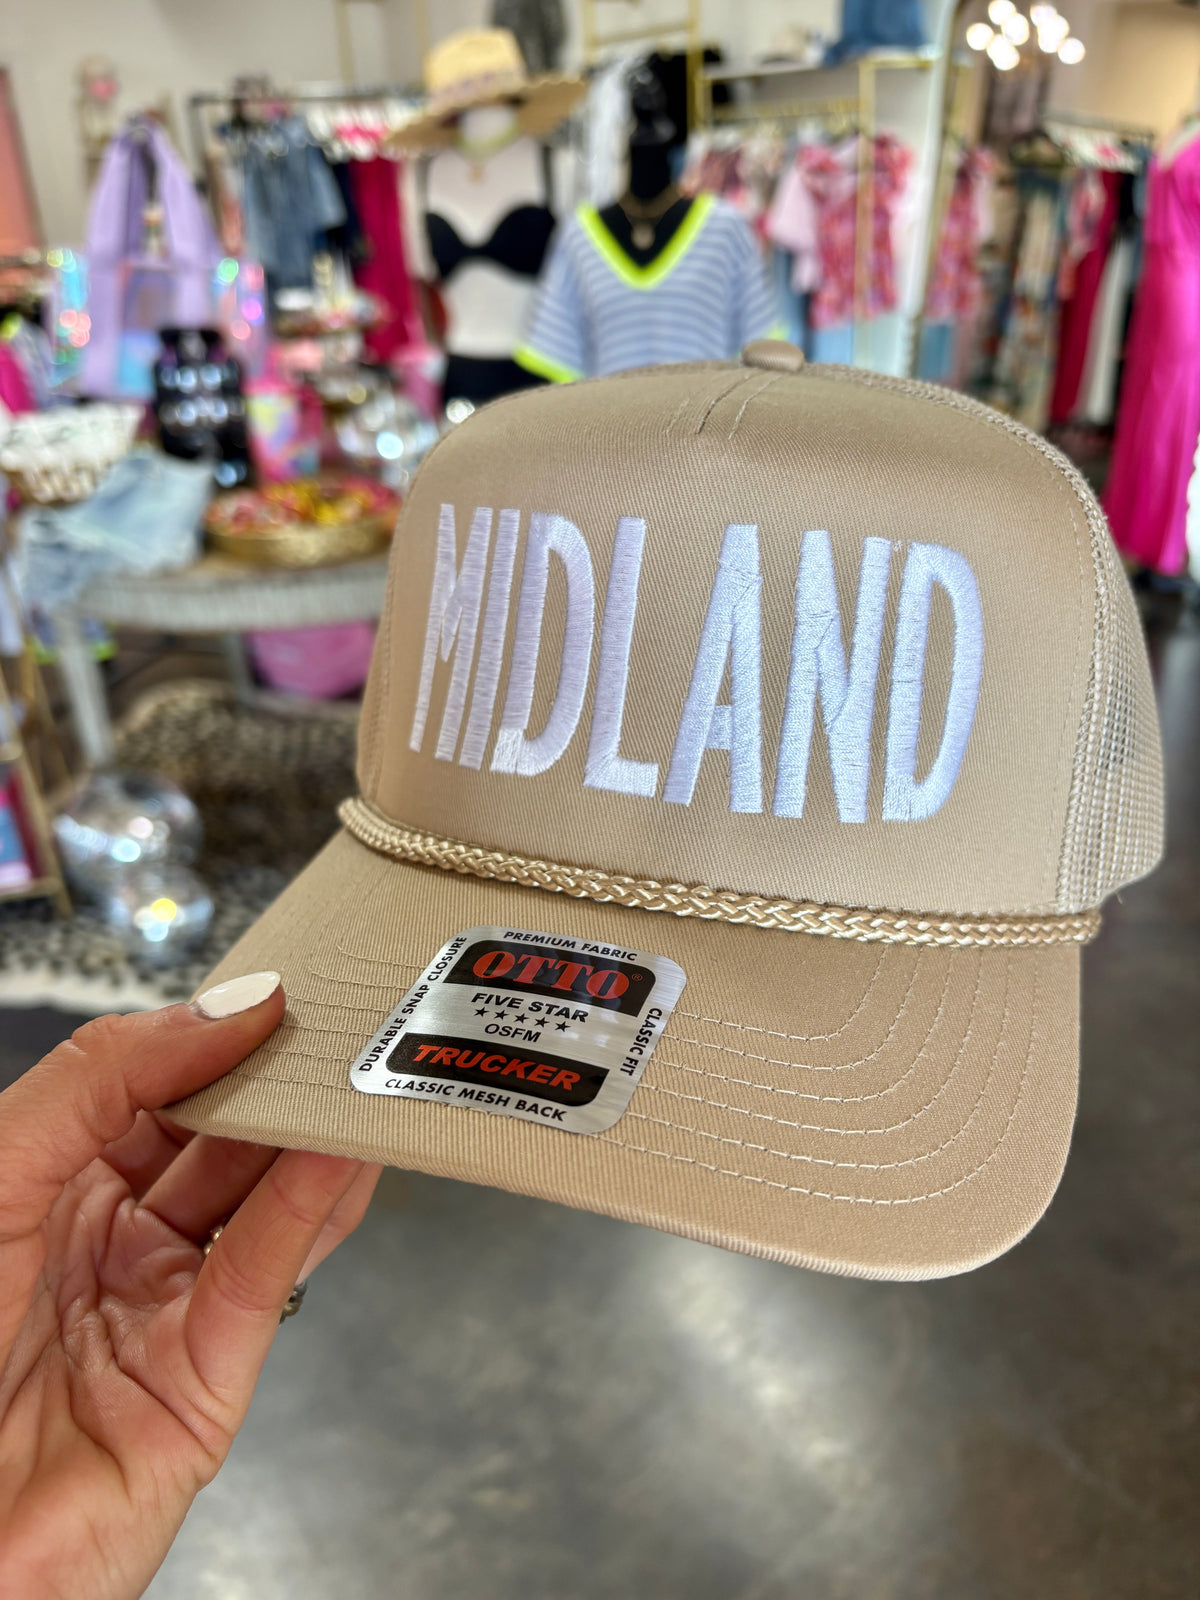 MIDLAND
PREMIUM FABRIC
DURABLE SNAP CLOSURE
OTTO®
FIVE STAR
★★★★★
OSFM
TRUCKER
CLASSIC FIT
CLASSIC MESH BACK